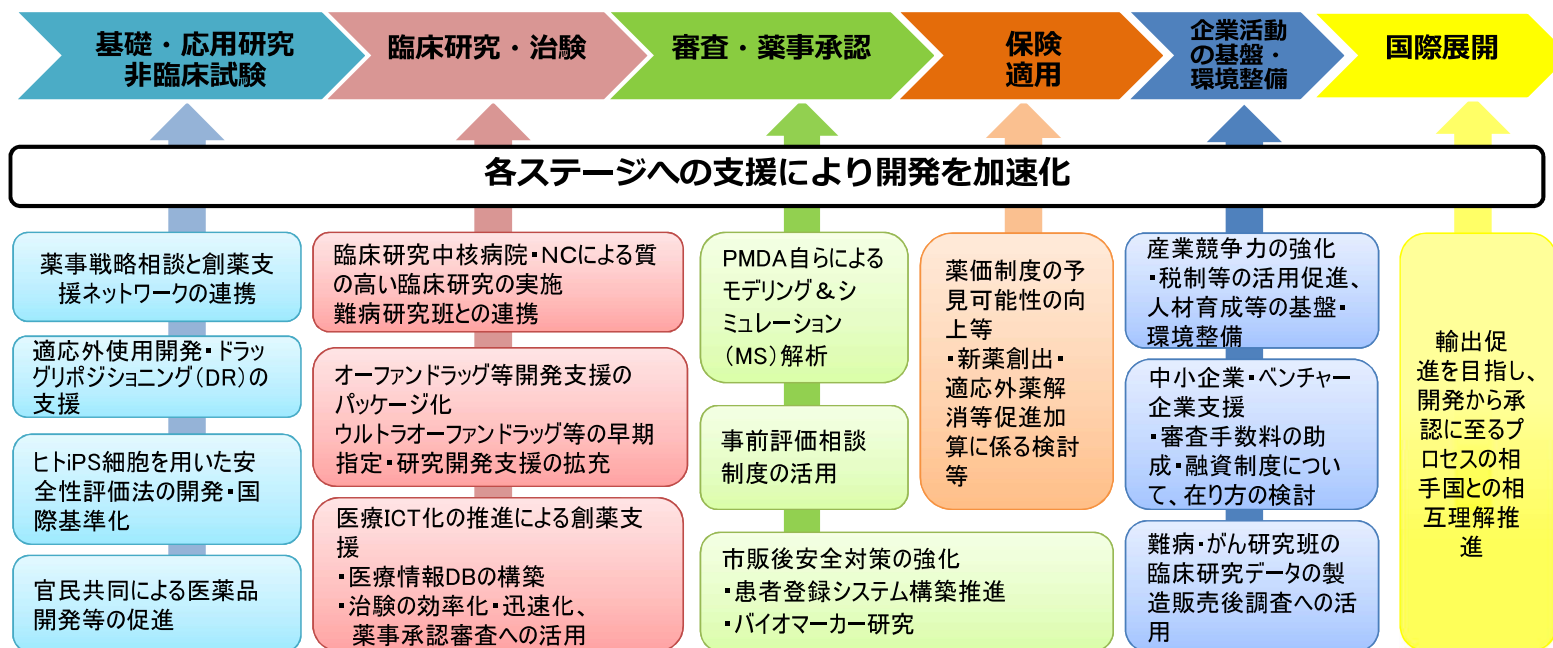 基礎・応用研究
非臨床試験
臨床研究・治験
審査・薬事承認
保険
適用
企業活動
の基盤・
環境整備
国際展開
各ステージへの支援により開発を加速化
薬事戦略相談と創薬支
援ネットワークの連携
適応外使用開発・ドラッ
グリポジショニング(DR)の
支援
ヒトiPS細胞を用いた安
全性評価法の開発・国
際基準化
官民共同による医薬品
開発等の促進
臨床研究中核病院・NCによる質
の高い臨床研究の実施
難病研究班との連携
オーファンドラッグ等開発支援の
パッケージ化
ウルトラオーファンドラッグ等の早期
指定・研究開発支援の拡充
医療ICT化の推進による創薬支
援
・医療情報DBの構築
・治験の効率化・迅速化、
薬事承認審査への活用
PMDA自らによる
モデリング＆シ
ミュレーション
(MS)解析
事前評価相談
制度の活用
市販後安全対策の強化
・患者登録システム構築推進
・バイオマーカー研究
薬価制度の予
見可能性の向
上等
・新薬創出・
適応外薬解
消等促進加
算に係る検討
等
産業競争力の強化
・税制等の活用促進、
人材育成等の基盤・
環境整備
中小企業・ベンチャー
企業支援
・審査手数料の助
成・融資制度につい
て、在り方の検討
難病・がん研究班の
臨床研究データの製
造販売後調査への活
用
輸出促
進を目指し、
開発から承
認に至るプ
ロセスの相
手国との相
互理解推
進